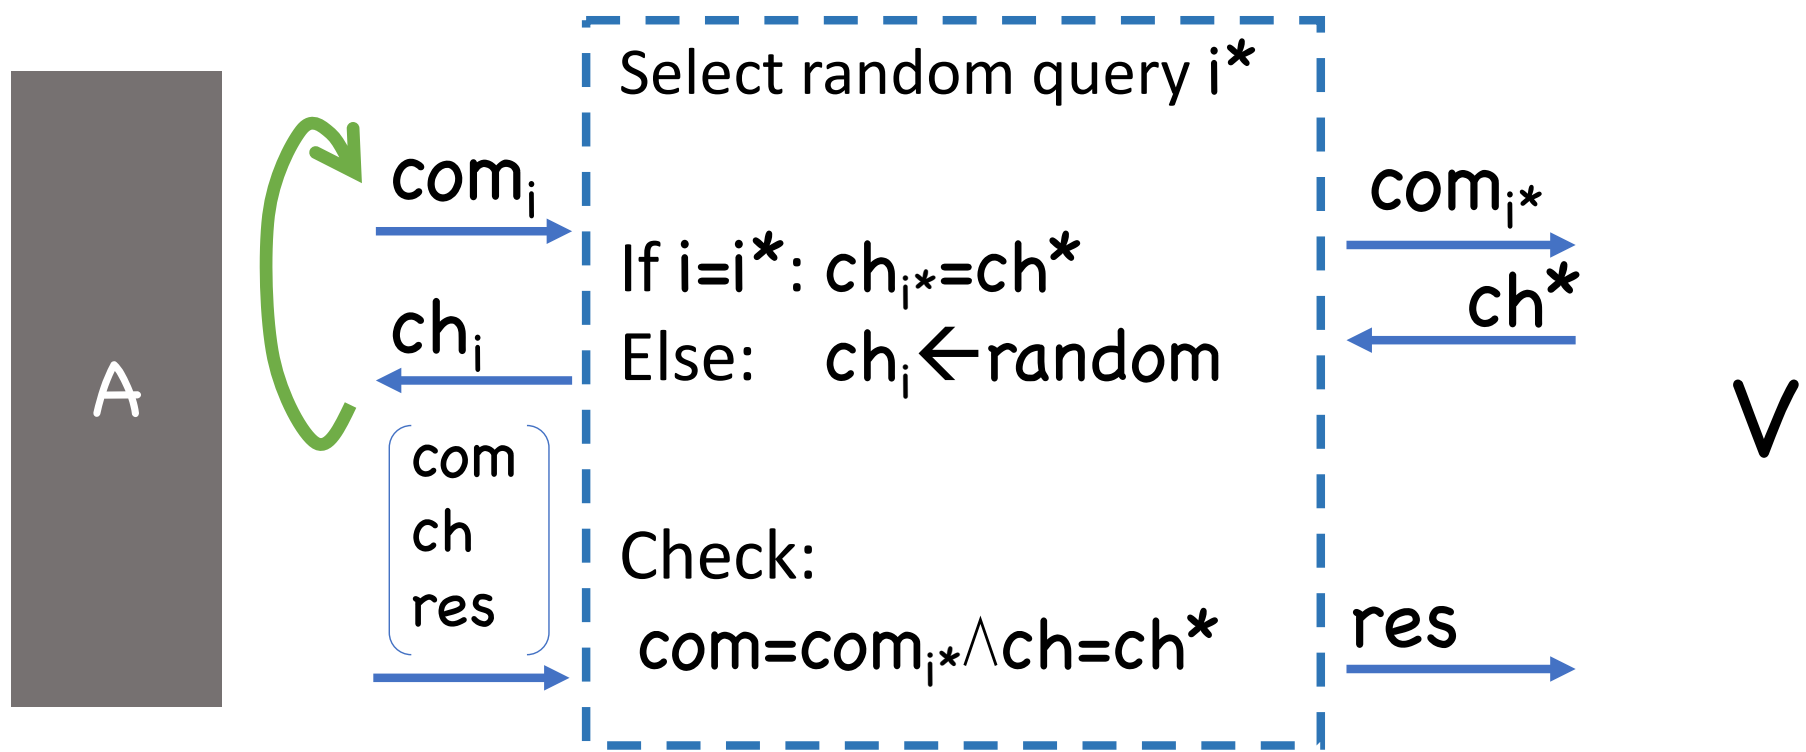 A
com_i
ch_i
com
ch
res
Select random query i*
If i=i*: ch_i*=ch*
Else: ch_i←random
Check:
com=com_i*∧ch=ch*
com_i*
ch*
res
V